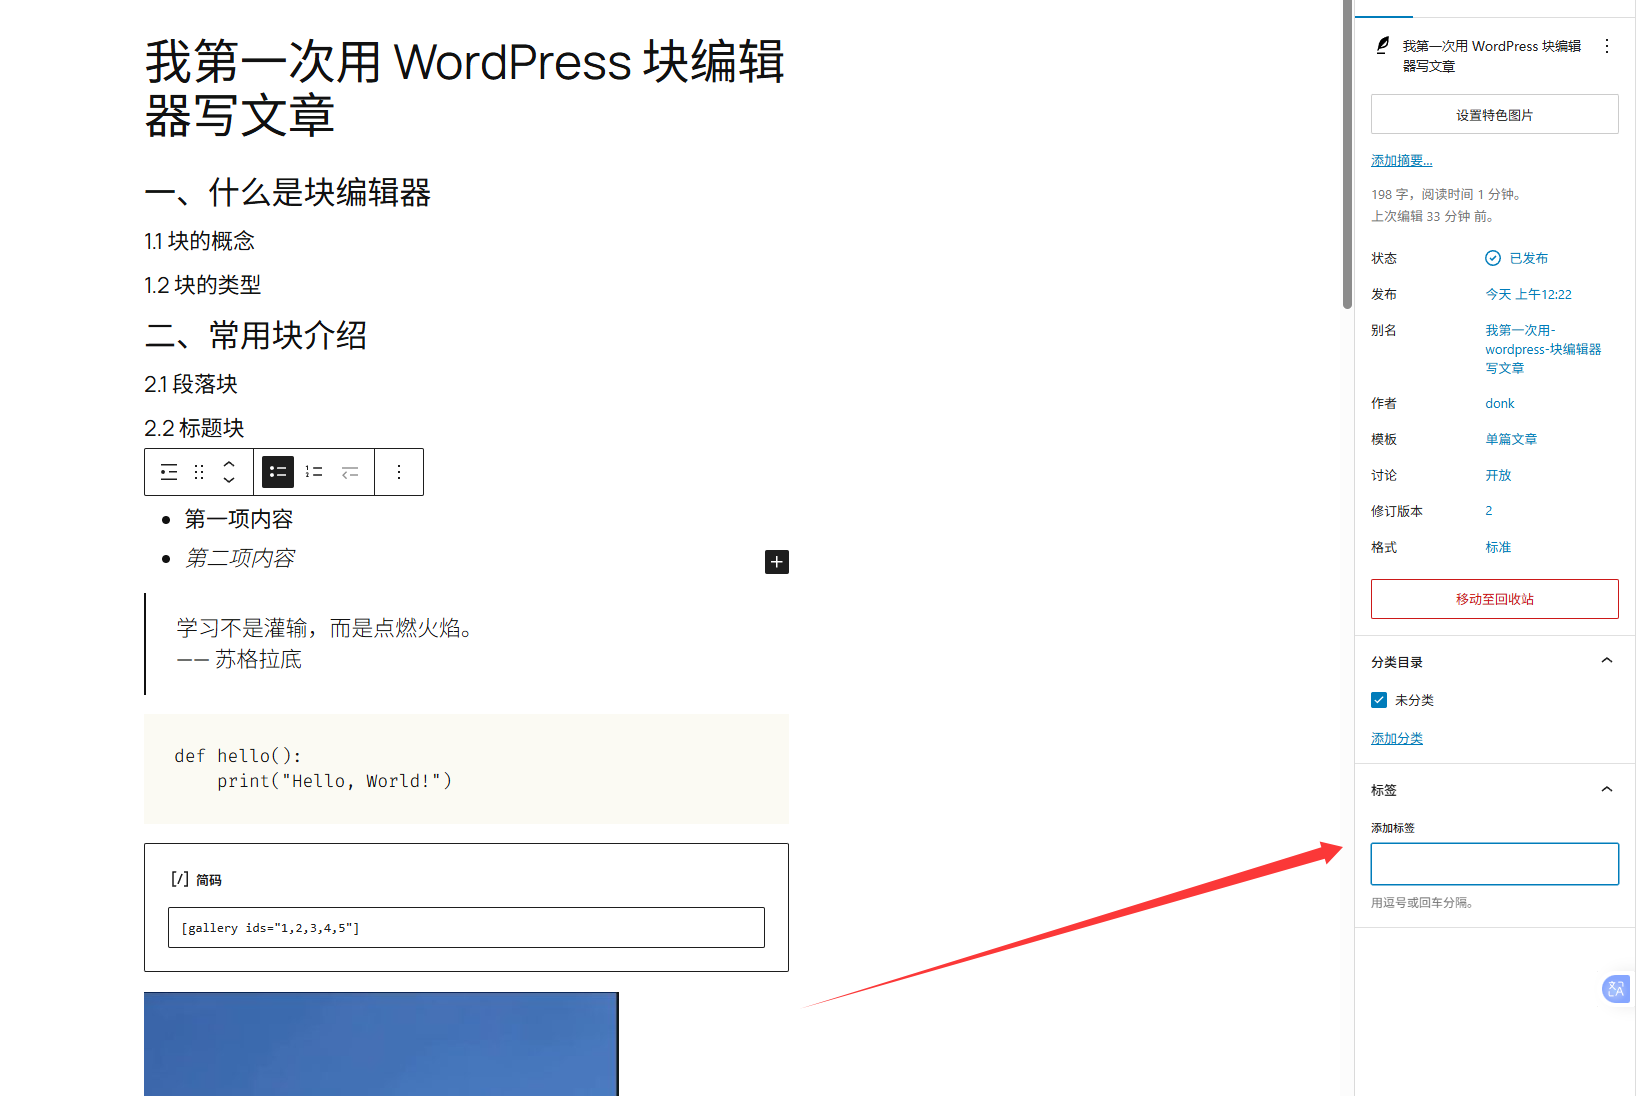 我第一次用 WordPress 块编辑
器写文章
一、什么是块编辑器
1.1 块的概念
1.2 块的类型
二、常用块介绍
2.1 段落块
2.2 标题块
第一项内容
第二项内容
学习不是灌输，而是点燃火焰。
—— 苏格拉底
def hello():
    print("Hello, World!")
[/] 简码
[gallery ids="1,2,3,4,5"]
我第一次用 WordPress 块编辑
器写文章
设置特色图片
添加摘要...
198 字，阅读时间 1 分钟。
上次编辑 33 分钟 前。
状态 已发布
发布 今天 上午12:22
别名 我第一次用-
wordpress-块编辑器
写文章
作者 donk
模板 单篇文章
讨论 开放
修订版本 2
格式 标准
移动至回收站
分类目录
未分类
添加分类
标签
添加标签
用逗号或回车分隔。